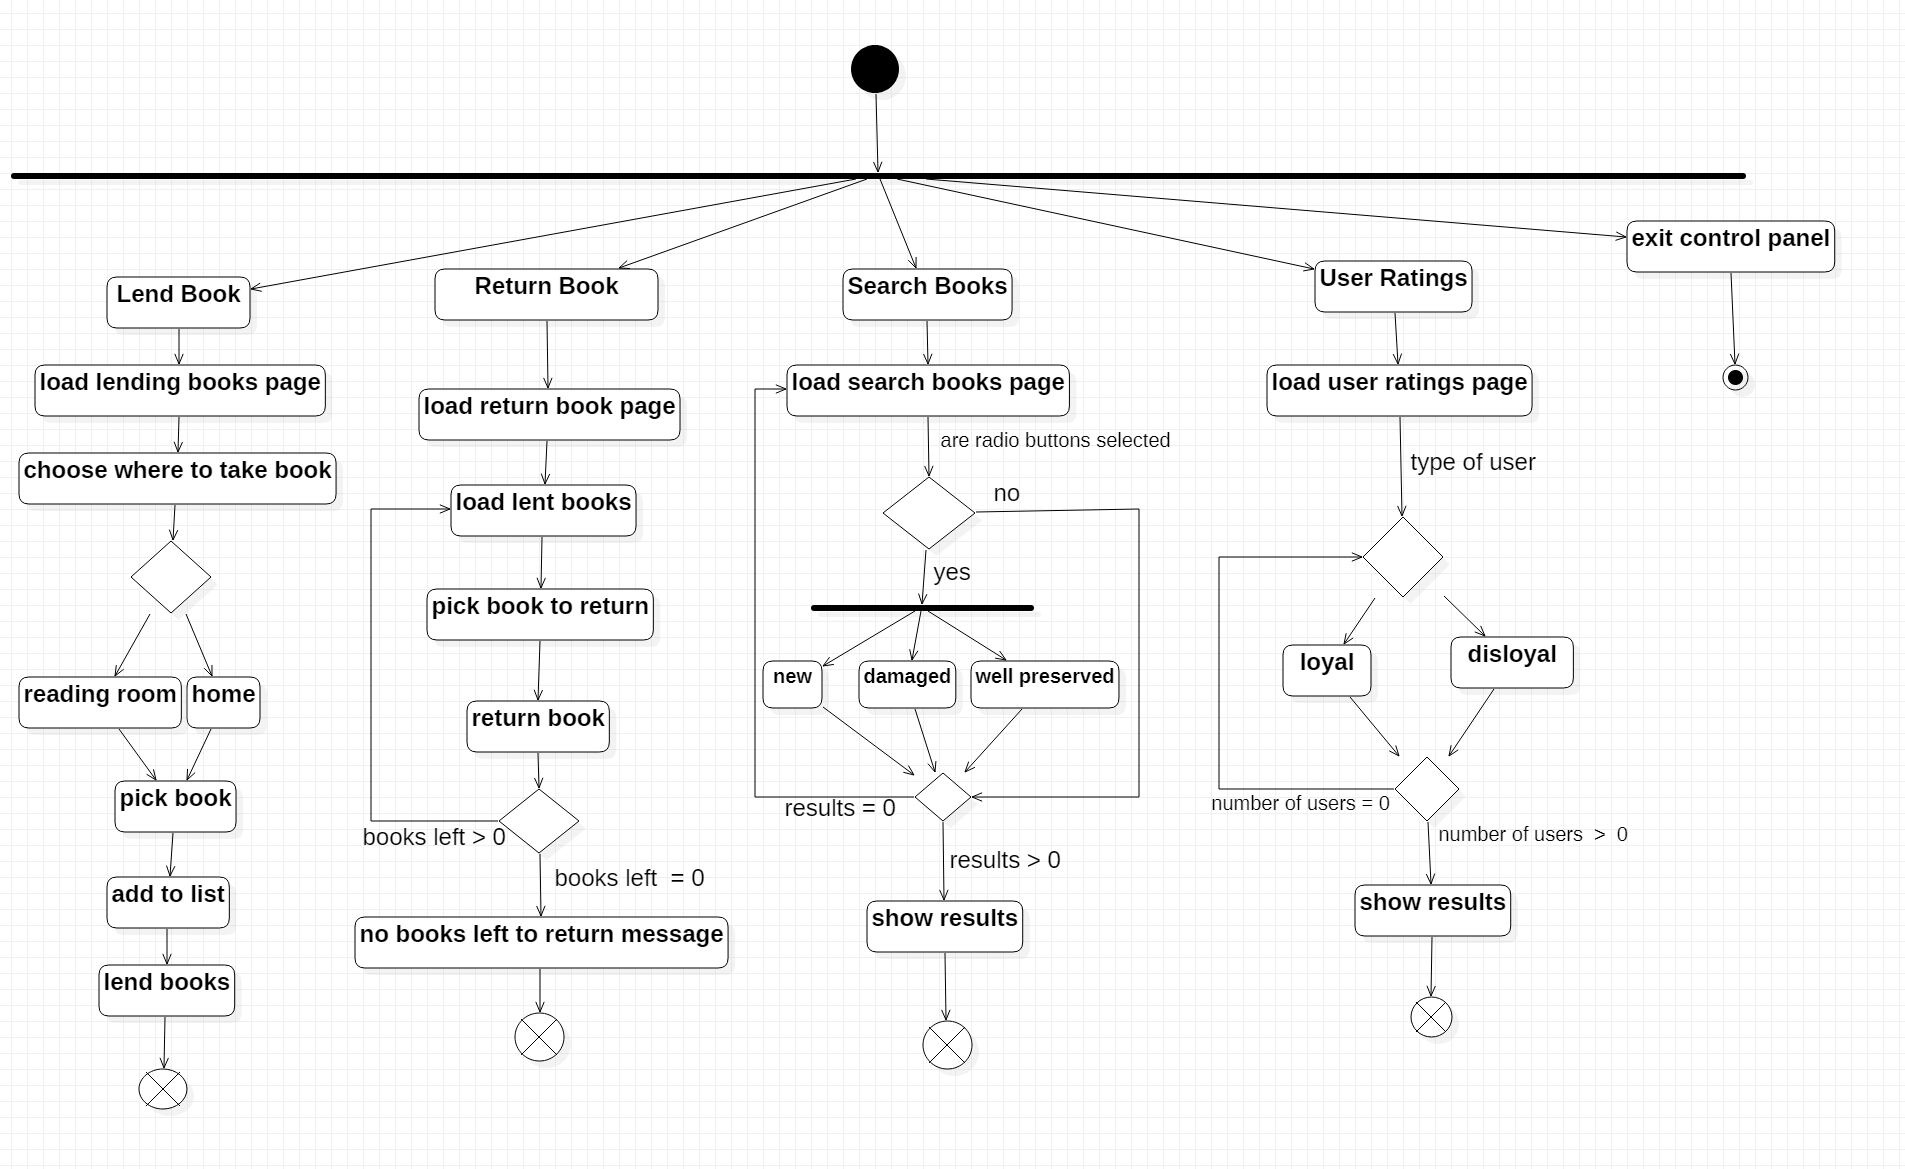 exit control panel
Lend Book
Return Book
Search Books
User Ratings
load lending books page
load return book page
load search books page
load user ratings page
are radio buttons selected
type of user
choose where to take book
load lent books
no
yes
pick book to return
reading room
home
new
damaged
well preserved
loyal
disloyal
return book
pick book
results = 0
number of users = 0
books left > 0
number of users  >  0
results > 0
books left  = 0
add to list
no books left to return message
show results
show results
lend books